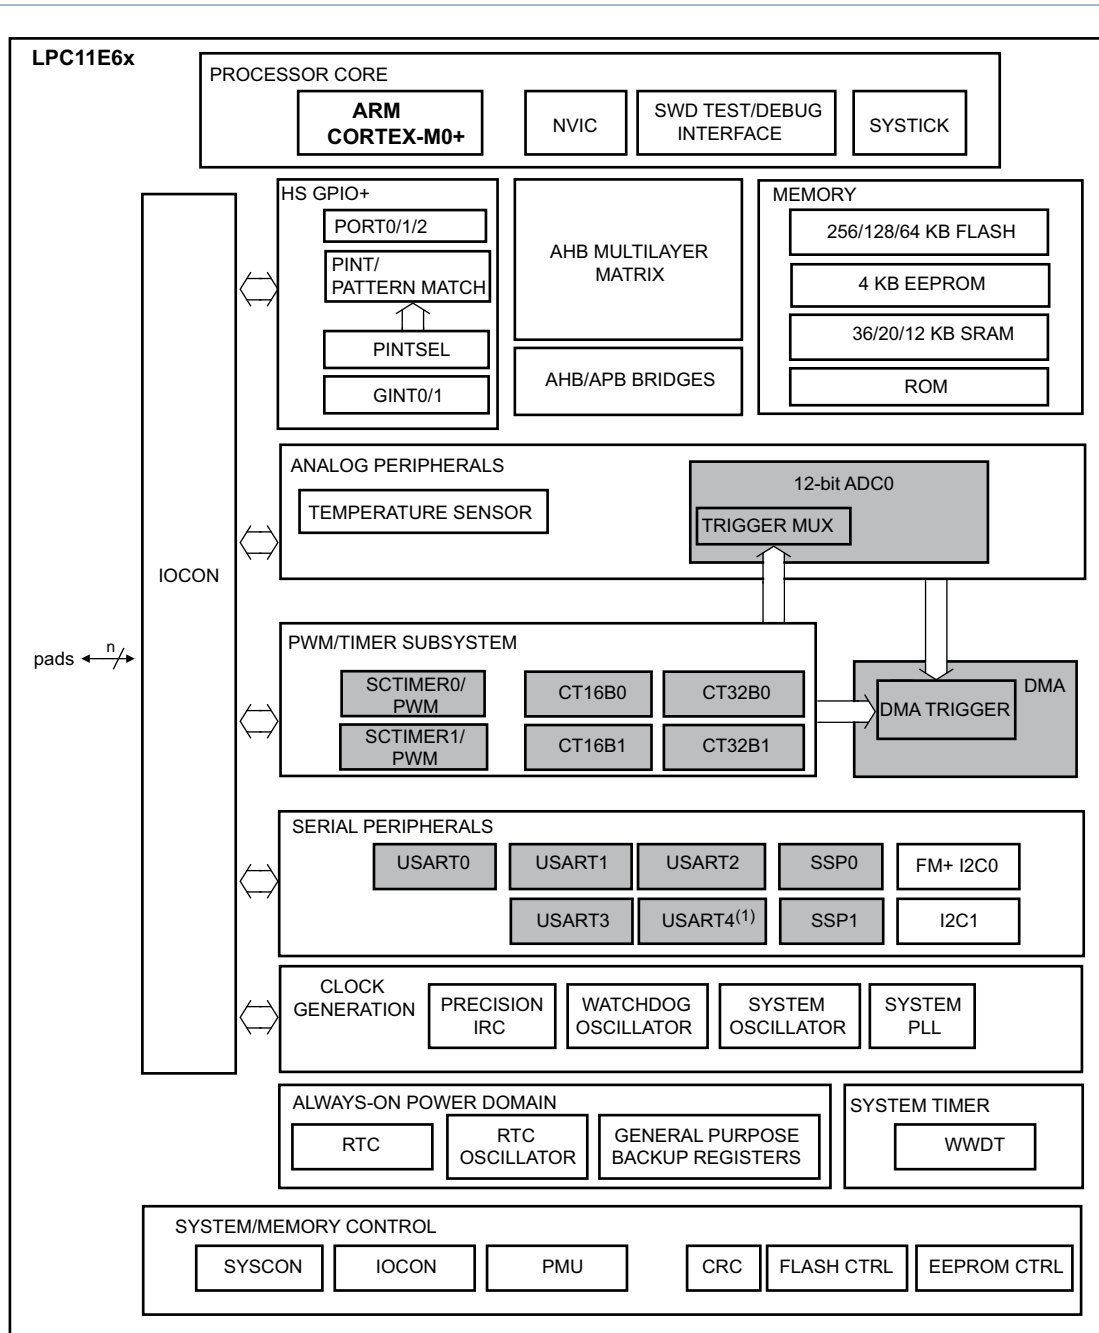 LPC11E6x
PROCESSOR CORE
ARM
CORTEX-M0+
NVIC
SWD TEST/DEBUG
INTERFACE
SYSTICK
HS GPIO+
PORT0/1/2
PINT/
PATTERN MATCH
PINTSEL
GINT0/1
AHB MULTILAYER
MATRIX
AHB/APB BRIDGES
MEMORY
256/128/64 KB FLASH
4 KB EEPROM
36/20/12 KB SRAM
ROM
IOCON
pads
n
ANALOG PERIPHERALS
TEMPERATURE SENSOR
12-bit ADC0
TRIGGER MUX
PWM/TIMER SUBSYSTEM
SCTIMER0/
PWM
CT16B0
CT32B0
SCTIMER1/
PWM
CT16B1
CT32B1
DMA
DMA TRIGGER
SERIAL PERIPHERALS
USART0
USART1
USART2
SSP0
FM+ I2C0
USART3
USART4(1)
SSP1
I2C1
CLOCK
GENERATION
PRECISION
IRC
WATCHDOG
OSCILLATOR
SYSTEM
OSCILLATOR
SYSTEM
PLL
ALWAYS-ON POWER DOMAIN
RTC
RTC
OSCILLATOR
GENERAL PURPOSE
BACKUP REGISTERS
SYSTEM TIMER
WWDT
SYSTEM/MEMORY CONTROL
SYSCON
IOCON
PMU
CRC
FLASH CTRL
EEPROM CTRL